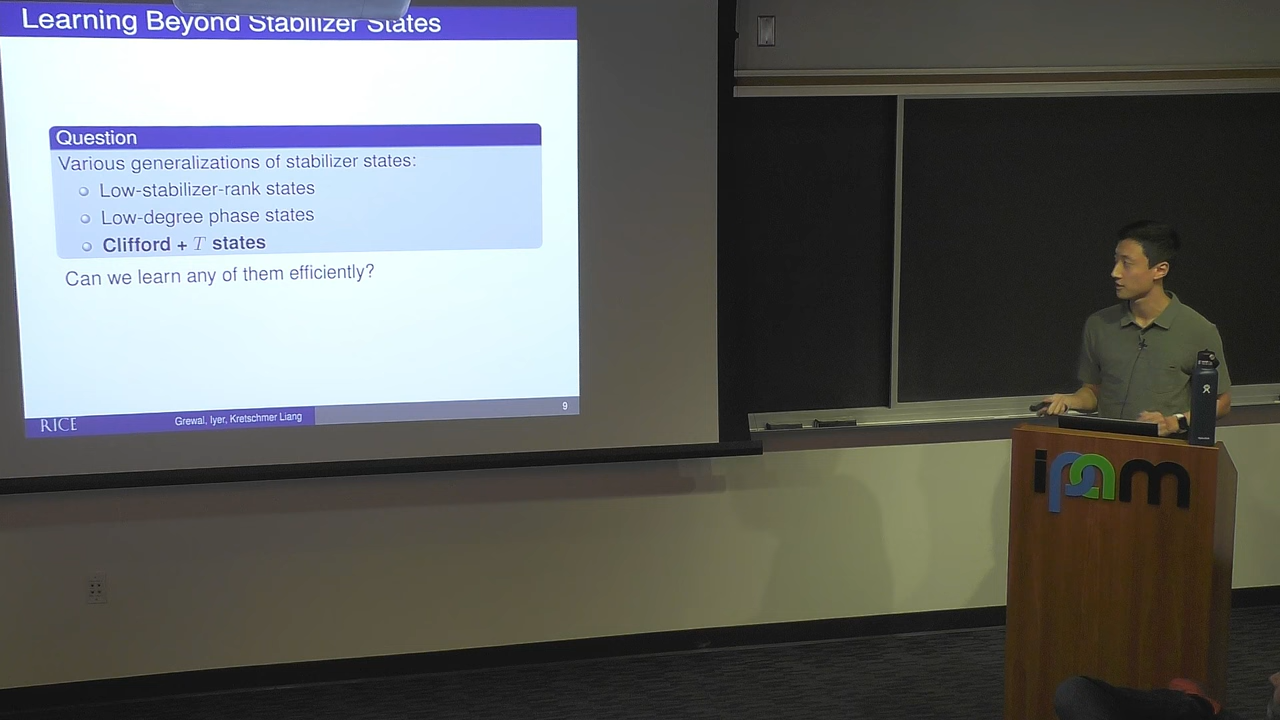 Learning Beyond Stabilizer States
Question
Various generalizations of stabilizer states:
Low-stabilizer-rank states
Low-degree phase states
Clifford + T states
Can we learn any of them efficiently?
RICE
Grewal, Iyer, Kretschmer Liang
9
ipam